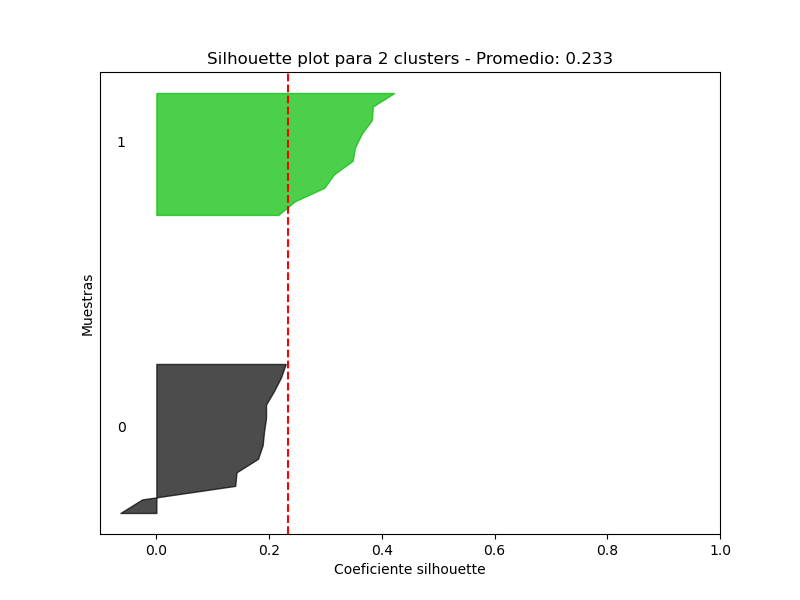 Silhouette plot para 2 clusters - Promedio: 0.233
1
0
Muestras
0.0 0.2 0.4 0.6 0.8 1.0
Coeficiente silhouette